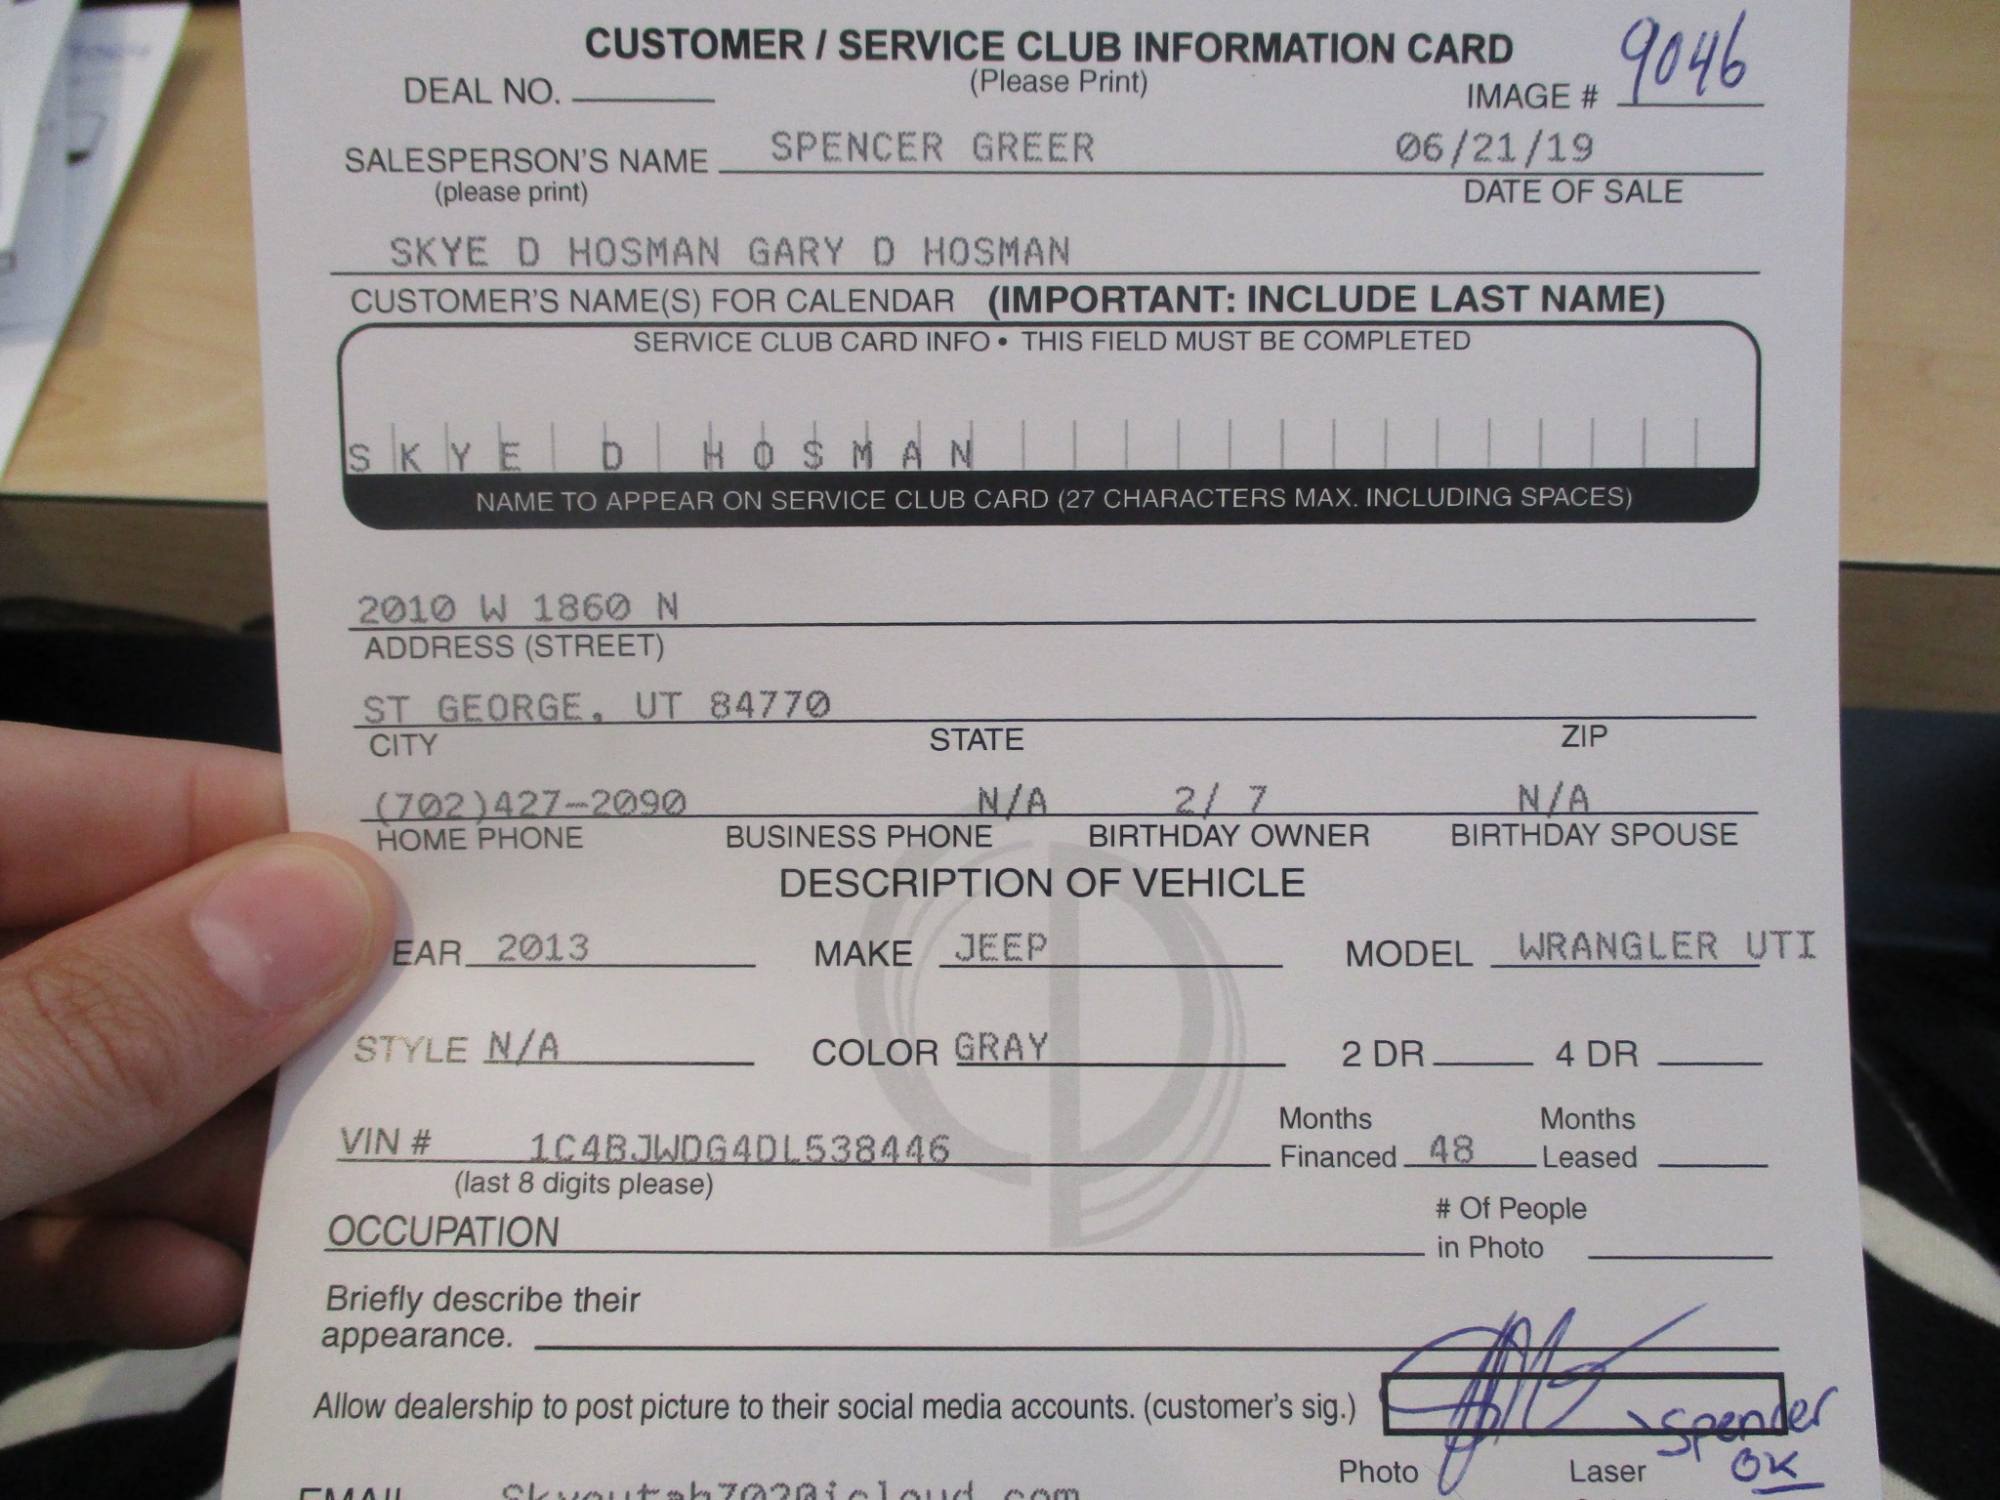 CUSTOMER / SERVICE CLUB INFORMATION CARD
(Please Print)
DEAL NO. IMAGE # 9046
SALESPERSON'S NAME SPENCER GREER 06/21/19
(please print) DATE OF SALE
SKYE D HOSMAN GARY D HOSMAN
CUSTOMER'S NAME(S) FOR CALENDAR (IMPORTANT: INCLUDE LAST NAME)
SERVICE CLUB CARD INFO • THIS FIELD MUST BE COMPLETED
SKYE D HOSMAN
NAME TO APPEAR ON SERVICE CLUB CARD (27 CHARACTERS MAX. INCLUDING SPACES)
2010 W 1860 N
ADDRESS (STREET)
ST GEORGE, UT 84770
CITY STATE ZIP
(702)427-2090 N/A 2/ 7 N/A
HOME PHONE BUSINESS PHONE BIRTHDAY OWNER BIRTHDAY SPOUSE
DESCRIPTION OF VEHICLE
EAR 2013 MAKE JEEP MODEL WRANGLER UTI
STYLE N/A COLOR GRAY 2 DR 4 DR
VIN # 1C4BJWDG4DL538446 Months Financed 48 Months Leased
(last 8 digits please)
OCCUPATION # Of People in Photo
Briefly describe their
appearance.
Allow dealership to post picture to their social media accounts. (customer's sig.) Spencer
Photo Laser OK
EMAIL